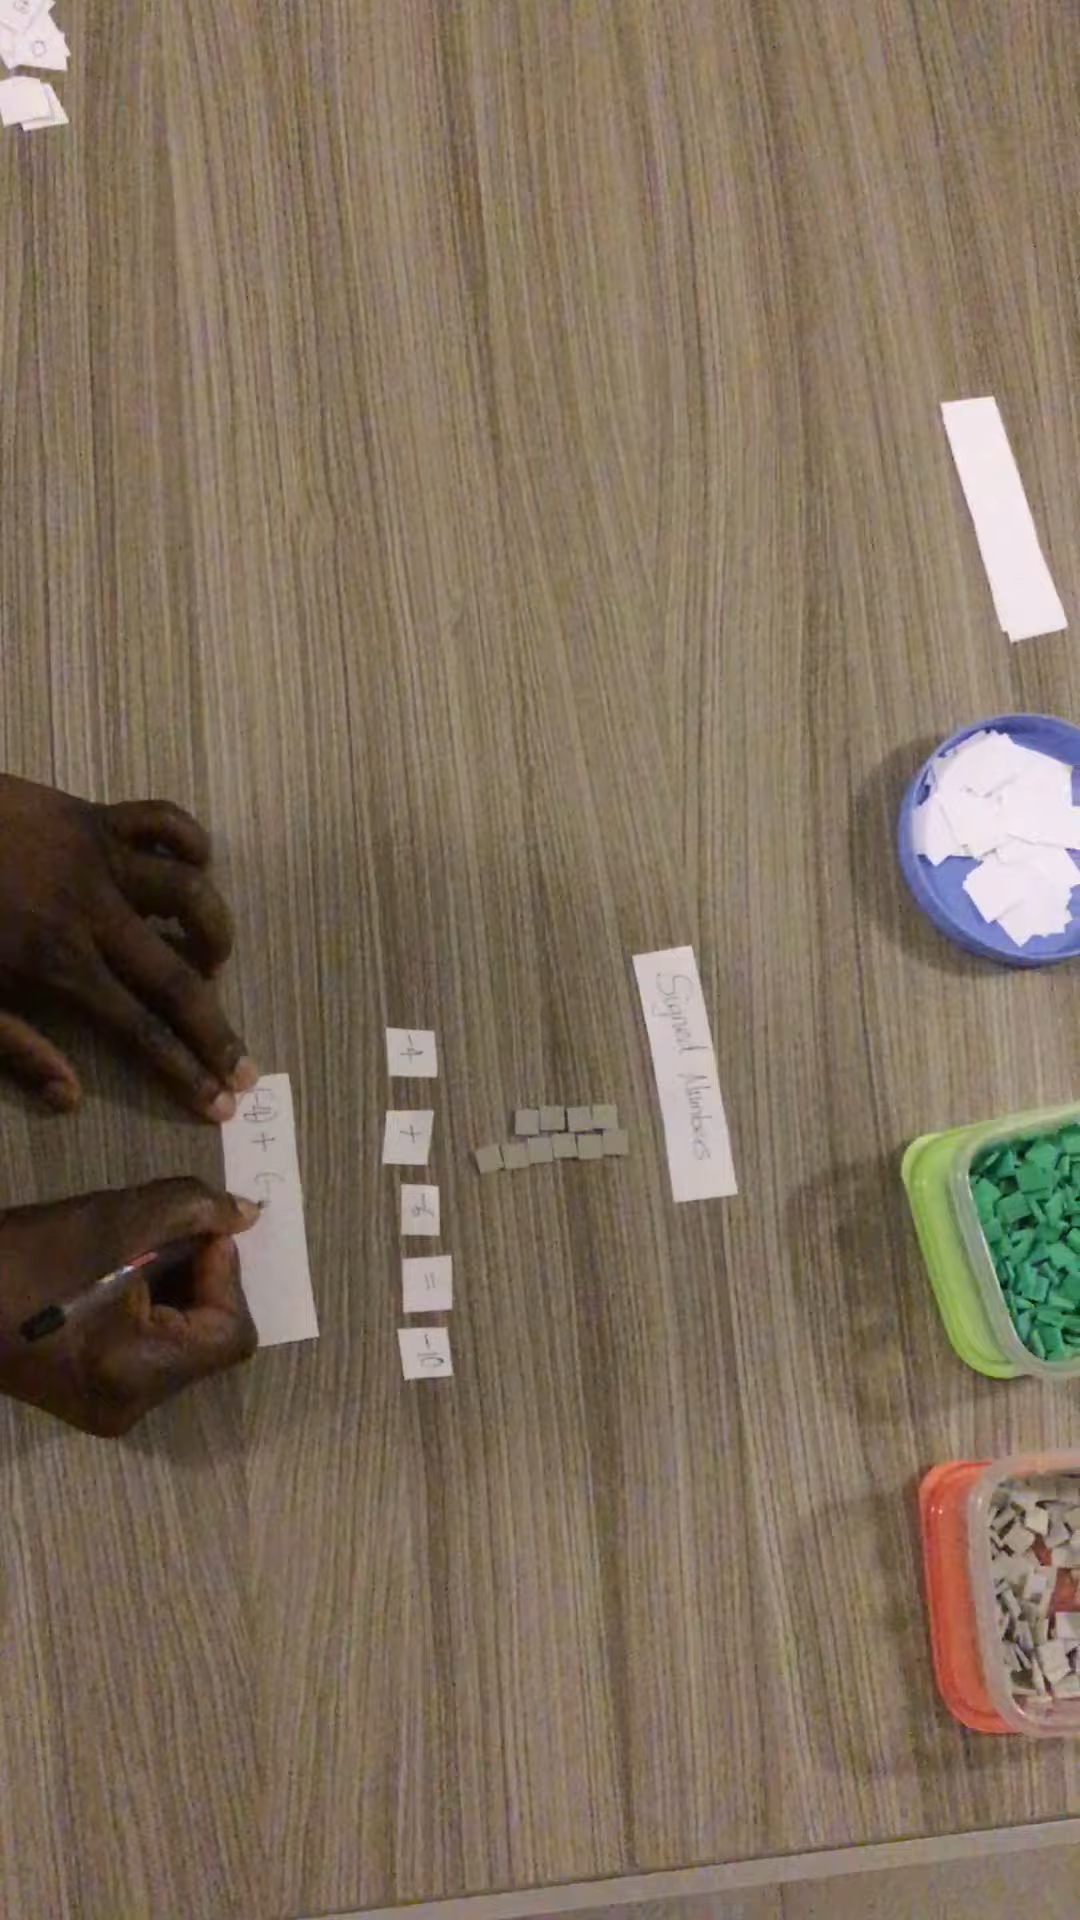 Signed Numbers
-4 + -6 = -10
(-4) + (-